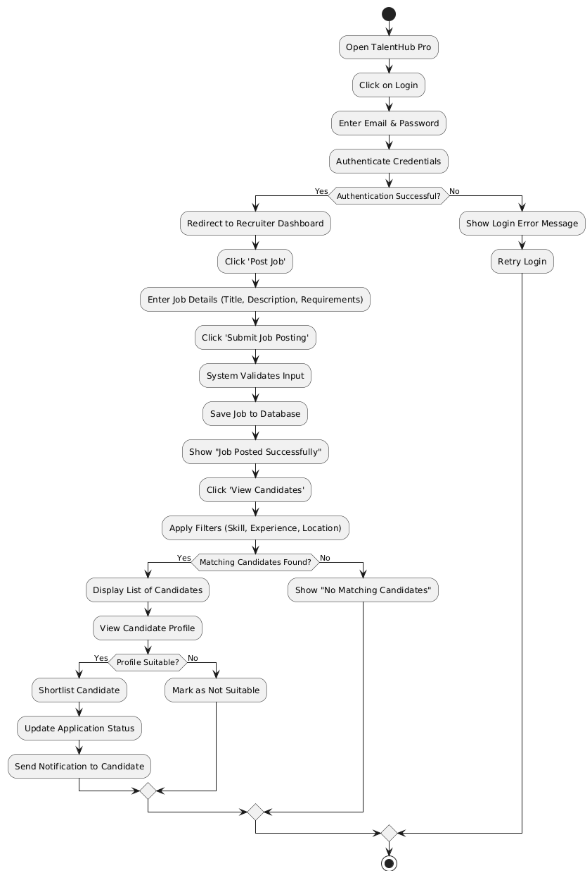 Open TalentHub Pro
Click on Login
Enter Email & Password
Authenticate Credentials
Yes
Authentication Successful?
No
Redirect to Recruiter Dashboard
Show Login Error Message
Click 'Post Job'
Retry Login
Enter Job Details (Title, Description, Requirements)
Click 'Submit Job Posting'
System Validates Input
Save Job to Database
Show "Job Posted Successfully"
Click 'View Candidates'
Apply Filters (Skill, Experience, Location)
Yes
Matching Candidates Found?
No
Display List of Candidates
Show "No Matching Candidates"
View Candidate Profile
Yes
Profile Suitable?
No
Shortlist Candidate
Mark as Not Suitable
Update Application Status
Send Notification to Candidate